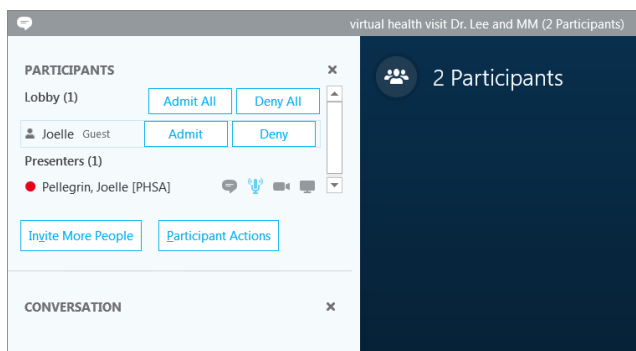 virtual health visit Dr. Lee and MM (2 Participants)
PARTICIPANTS
Lobby (1)
Admit All
Deny All
Joelle Guest
Admit
Deny
Presenters (1)
Pellegrin, Joelle [PHSA]
Invite More People
Participant Actions
CONVERSATION
2 Participants